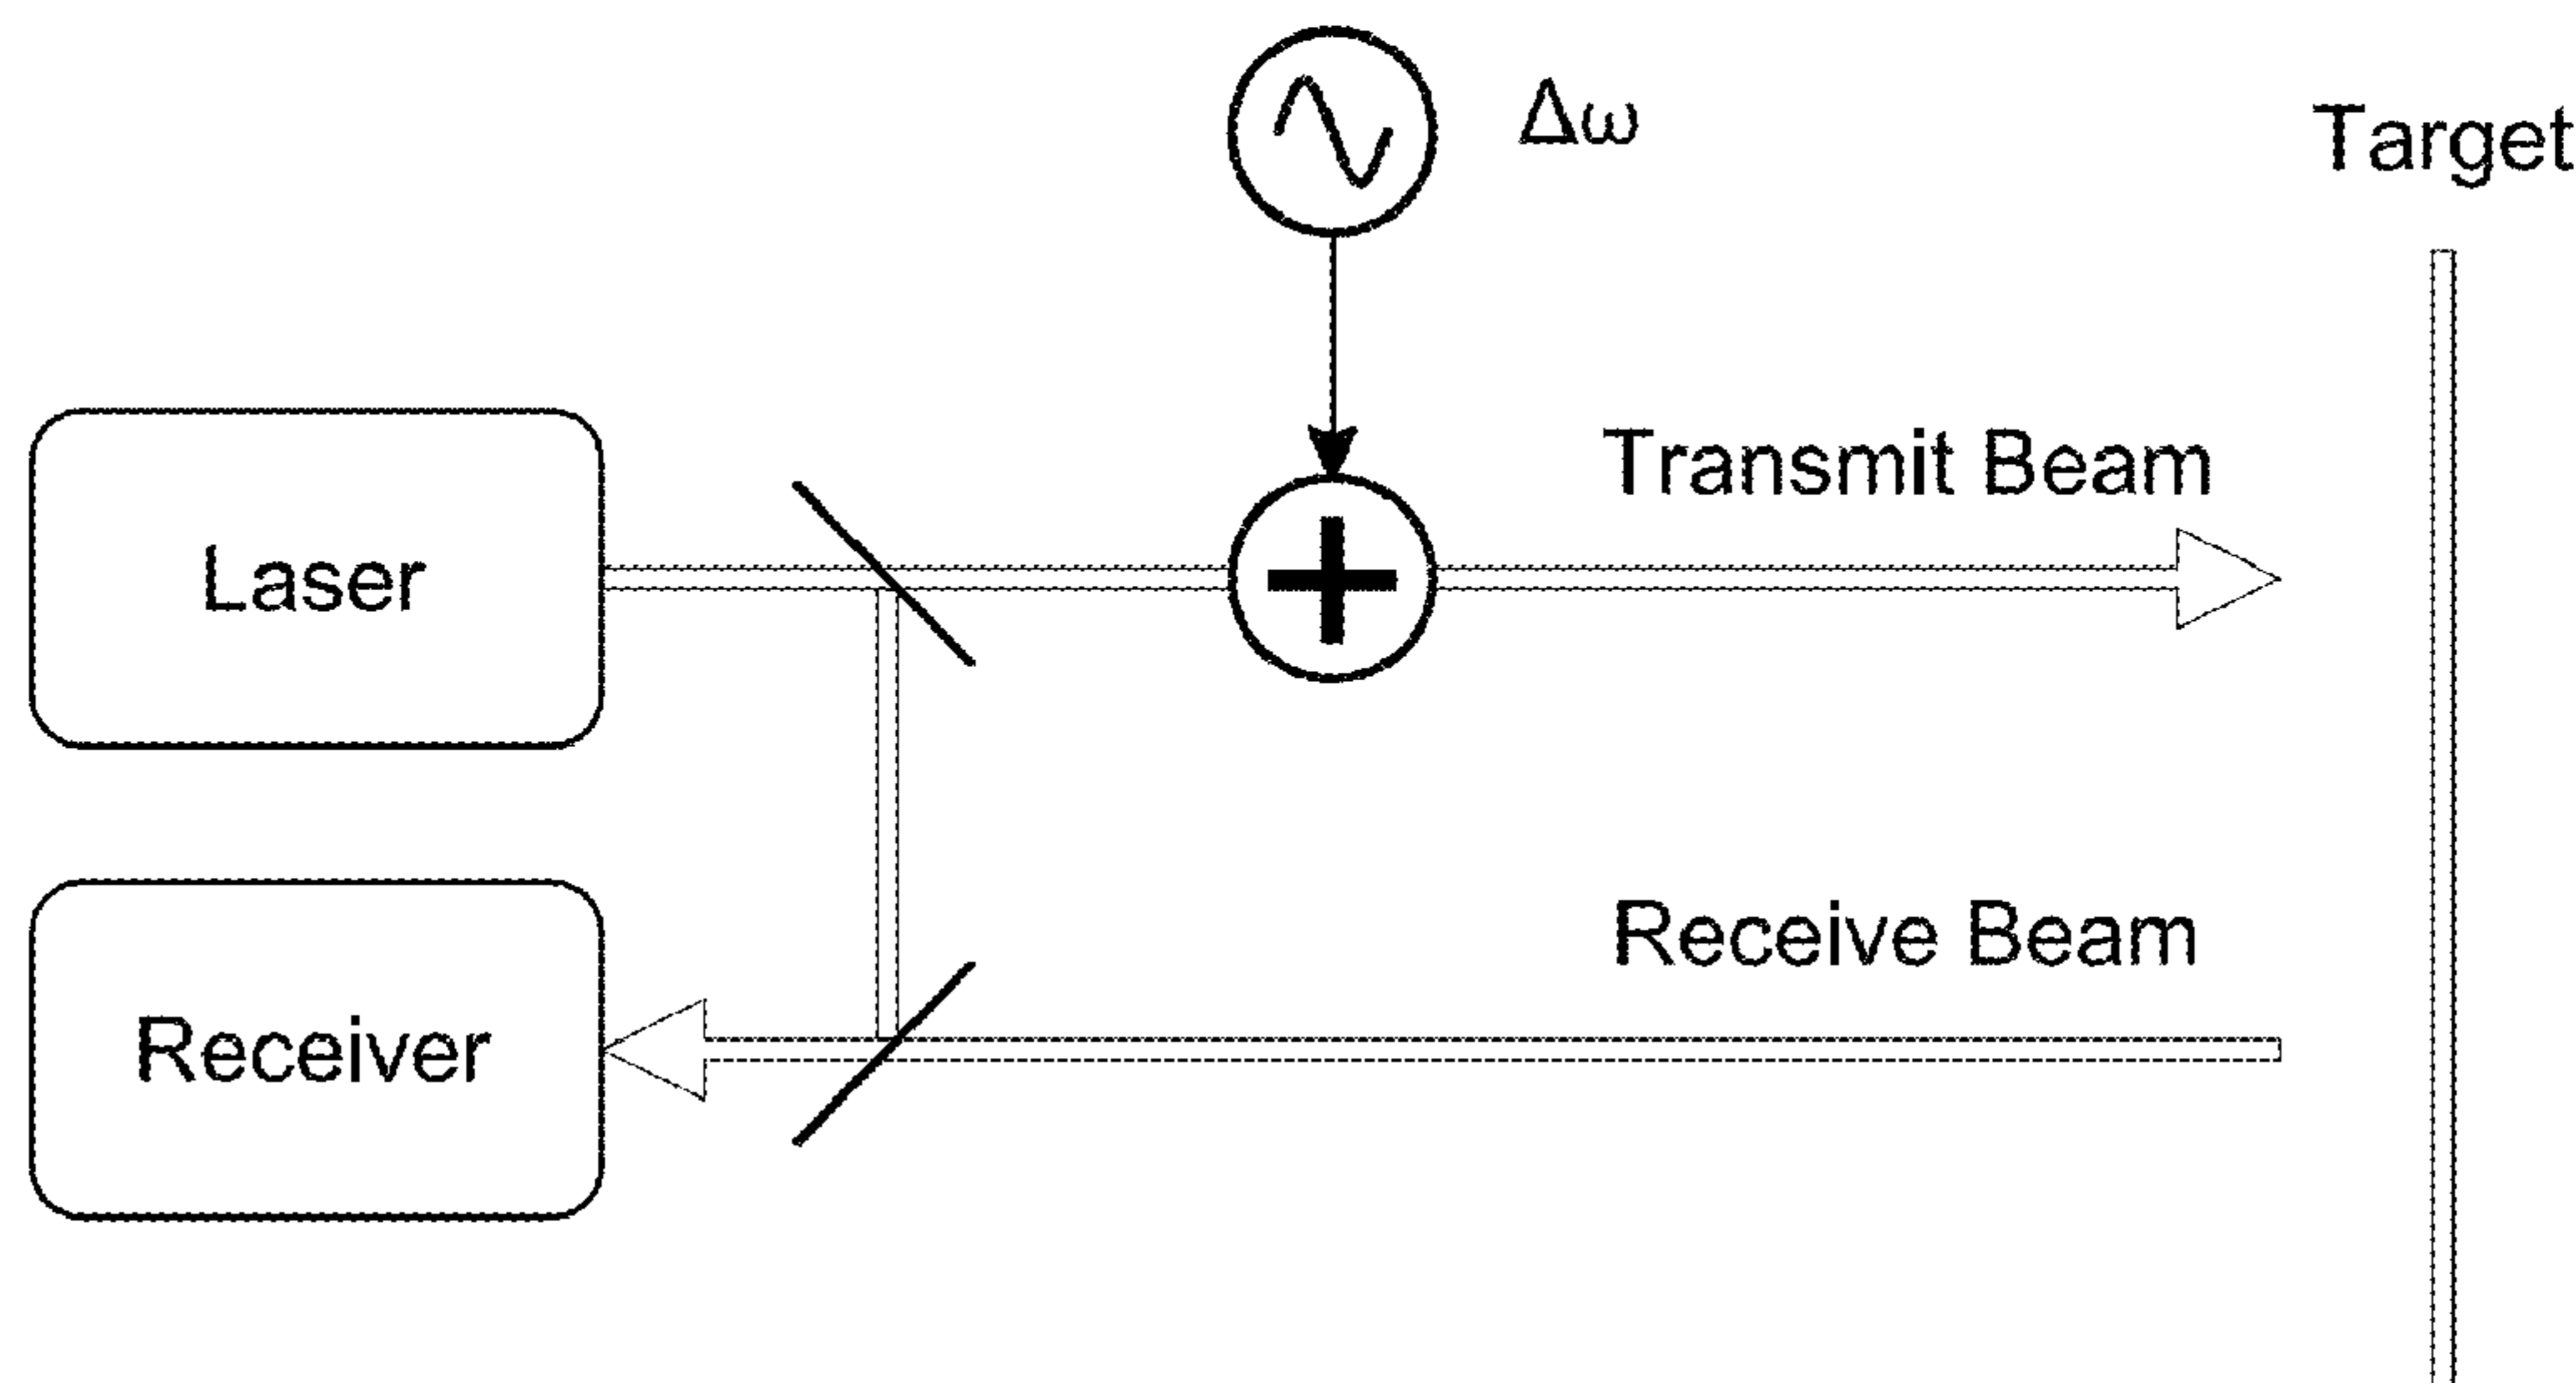 Δω
Target
Transmit Beam
Laser
Receive Beam
Receiver